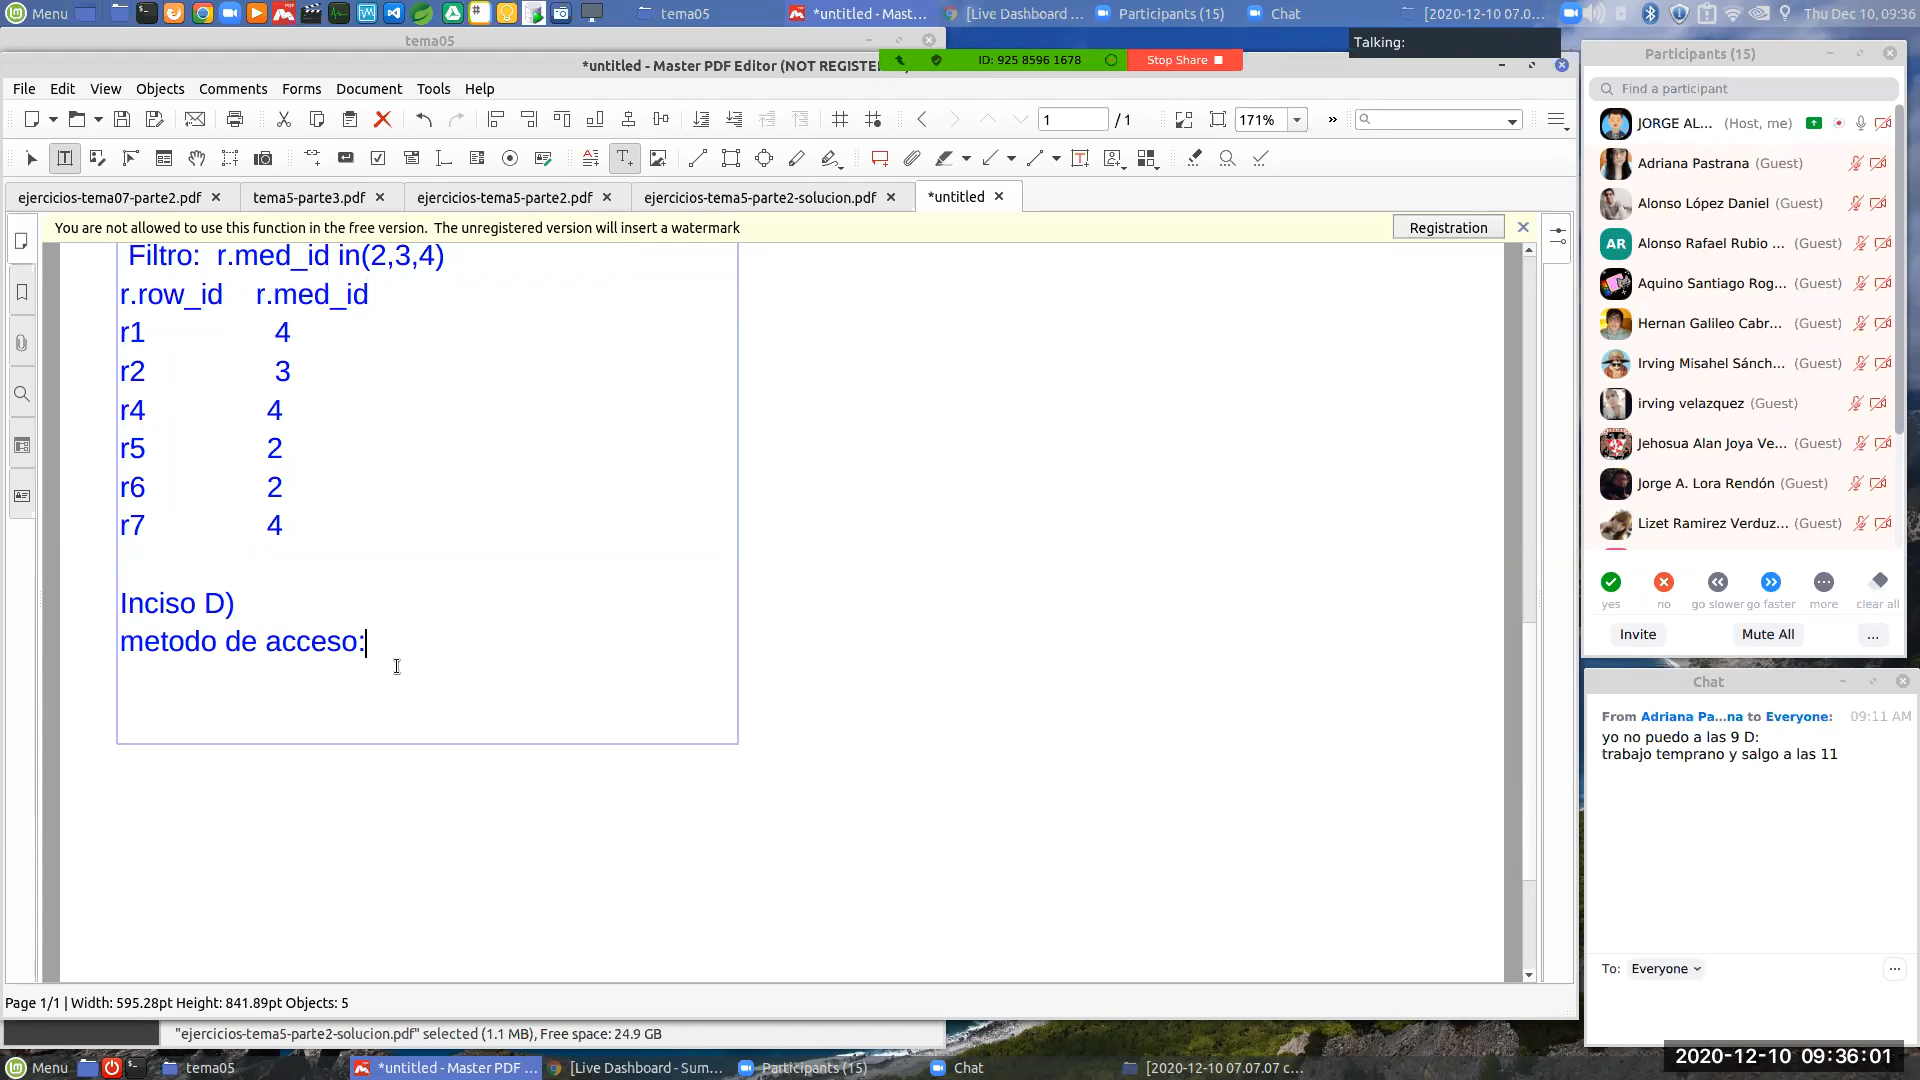 Menu
tema05
*untitled - Mast...
[Live Dashboard ...
Participants (15)
Chat
[2020-12-10 07.0...
Thu Dec 10, 09:36
tema05
Talking:
*untitled - Master PDF Editor (NOT REGISTE
ID: 925 8596 1678
Stop Share
File Edit View Objects Comments Forms Document Tools Help
1 / 1
171%
ejercicios-tema07-parte2.pdf
tema5-parte3.pdf
ejercicios-tema5-parte2.pdf
ejercicios-tema5-parte2-solucion.pdf
*untitled
You are not allowed to use this function in the free version. The unregistered version will insert a watermark
Registration
Filtro: r.med_id in(2,3,4)
r.row_id r.med_id
r1 4
r2 3
r4 4
r5 2
r6 2
r7 4
Inciso D)
metodo de acceso:
Page 1/1 | Width: 595.28pt Height: 841.89pt Objects: 5
"ejercicios-tema5-parte2-solucion.pdf" selected (1.1 MB), Free space: 24.9 GB
Participants (15)
Find a participant
JORGE AL... (Host, me)
Adriana Pastrana (Guest)
Alonso López Daniel (Guest)
AR Alonso Rafael Rubio ... (Guest)
Aquino Santiago Rog... (Guest)
Hernan Galileo Cabr... (Guest)
Irving Misahel Sánch... (Guest)
irving velazquez (Guest)
Jehosua Alan Joya Ve... (Guest)
Jorge A. Lora Rendón (Guest)
Lizet Ramirez Verduz... (Guest)
yes no go slower go faster more clear all
Invite Mute All ...
Chat
From Adriana Pa...na to Everyone: 09:11 AM
yo no puedo a las 9 D:
trabajo temprano y salgo a las 11
To: Everyone
Menu
tema05
*untitled - Master PDF ...
[Live Dashboard - Sum...
Participants (15)
Chat
[2020-12-10 07.07.07 c...
2020-12-10 09:36:01